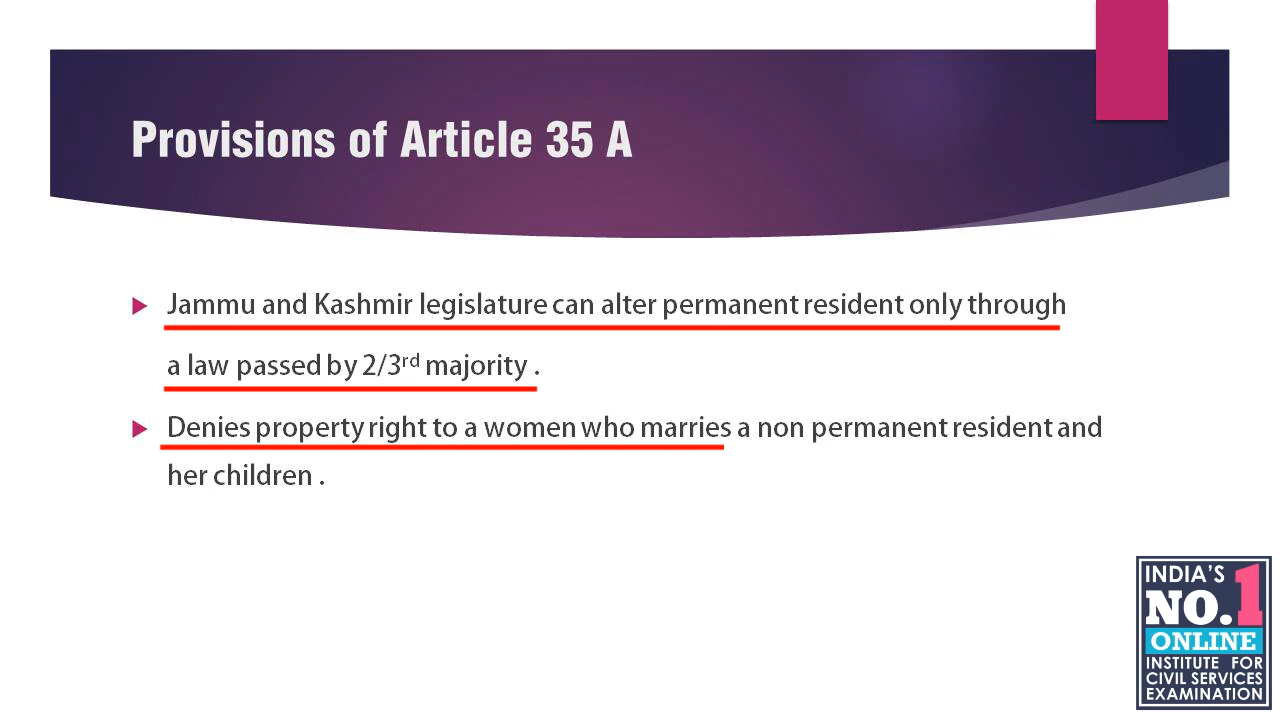 Provisions of Article 35 A
Jammu and Kashmir legislature can alter permanent resident only through
a law passed by 2/3rd majority .
Denies property right to a women who marries a non permanent resident and
her children .
INDIA'S
NO.1
ONLINE
INSTITUTE FOR
CIVIL SERVICES
EXAMINATION